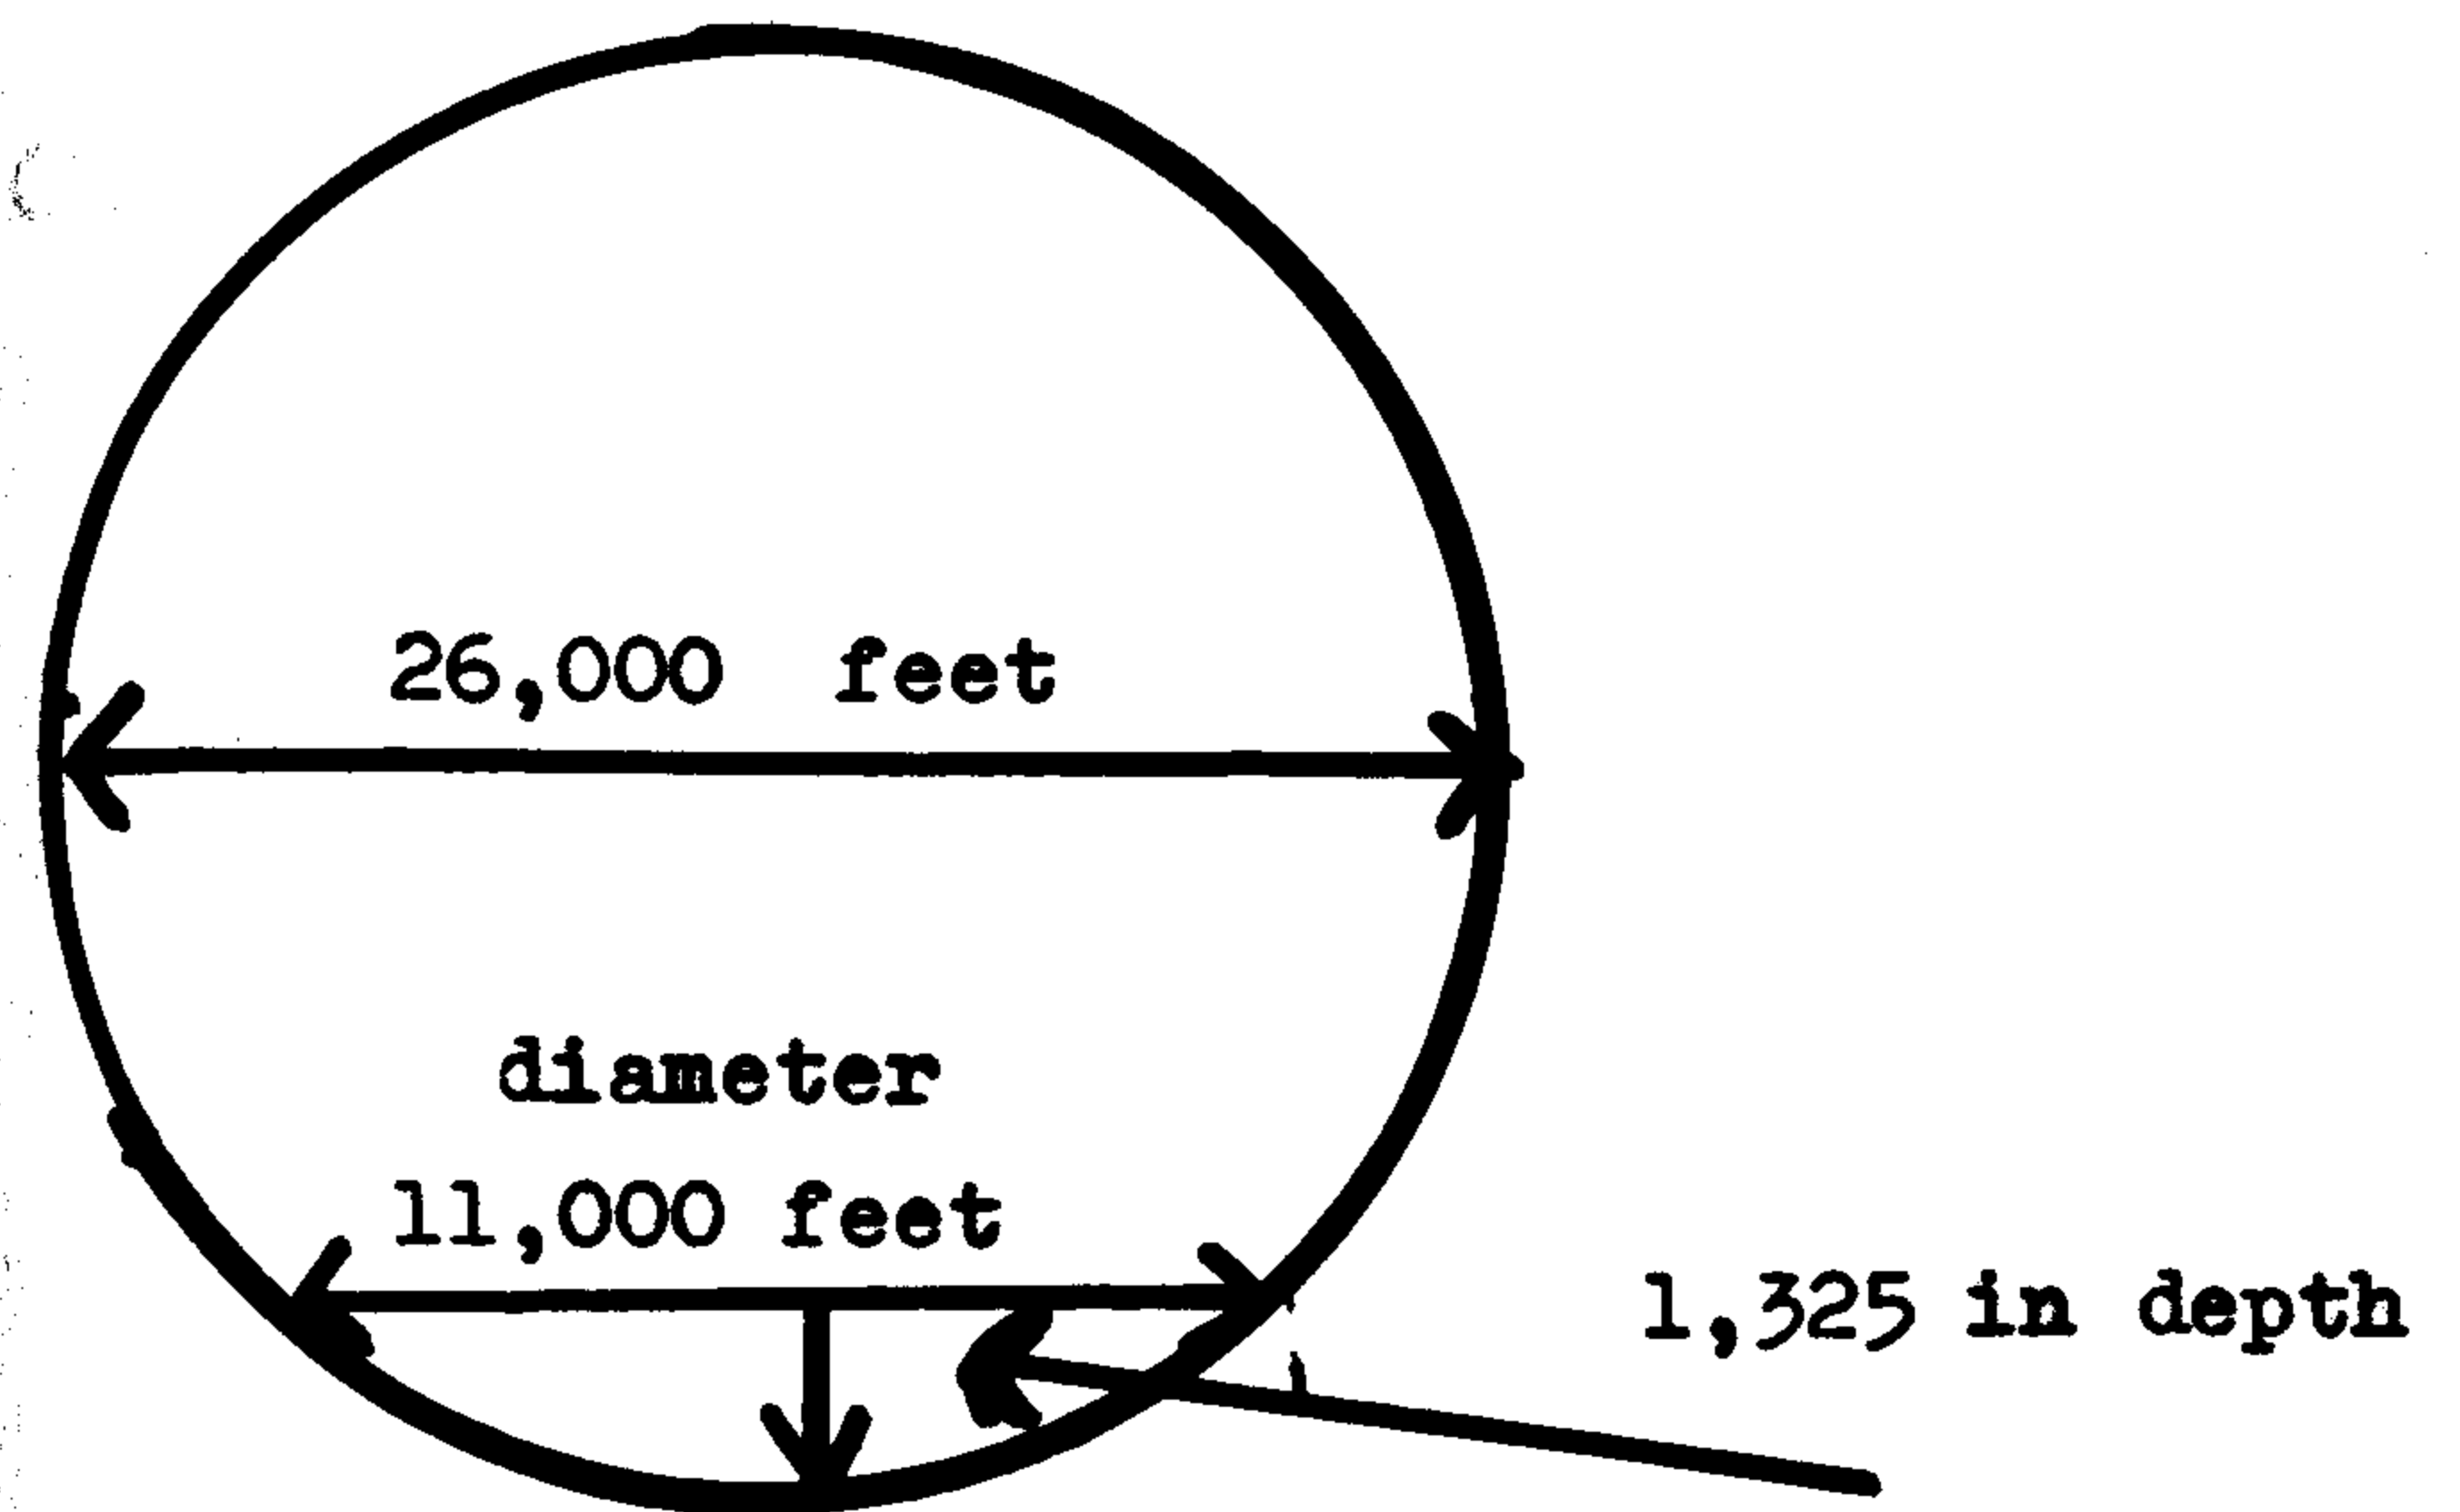 26,000 feet
diameter
11,000 feet
1,325 in depth